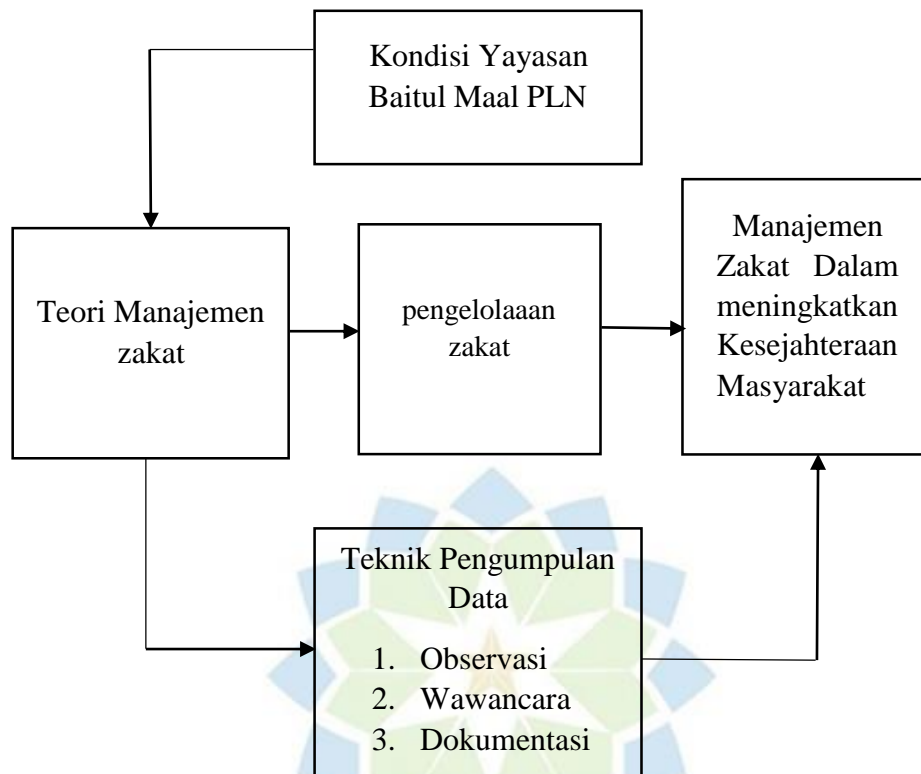 Kondisi Yayasan
Baitul Maal PLN
Teori Manajemen
zakat
pengelolaaan
zakat
Manajemen
Zakat Dalam
meningkatkan
Kesejahteraan
Masyarakat
Teknik Pengumpulan
Data
1. Observasi
2. Wawancara
3. Dokumentasi